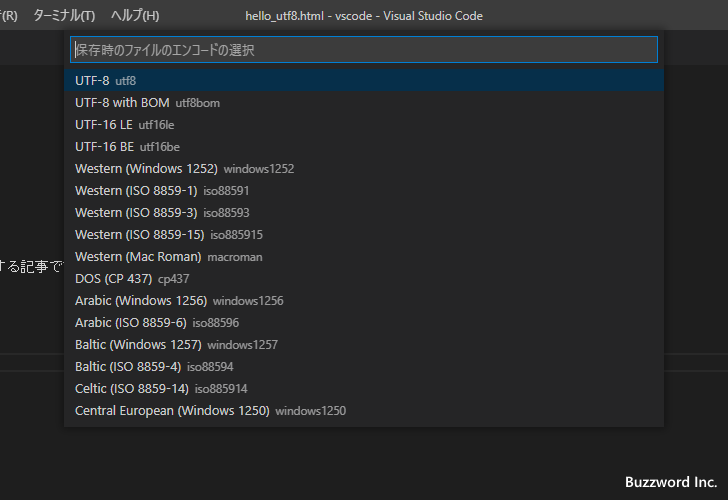 (R) ターミナル(T) ヘルプ(H) hello_utf8.html - vscode - Visual Studio Code
保存時のファイルのエンコードの選択
UTF-8 utf8
UTF-8 with BOM utf8bom
UTF-16 LE utf16le
UTF-16 BE utf16be
Western (Windows 1252) windows1252
Western (ISO 8859-1) iso88591
Western (ISO 8859-3) iso88593
Western (ISO 8859-15) iso885915
Western (Mac Roman) macroman
DOS (CP 437) cp437
Arabic (Windows 1256) windows1256
する記事で
Arabic (ISO 8859-6) iso88596
Baltic (Windows 1257) windows1257
Baltic (ISO 8859-4) iso88594
Celtic (ISO 8859-14) iso885914
Central European (Windows 1250) windows1250
Buzzword Inc.